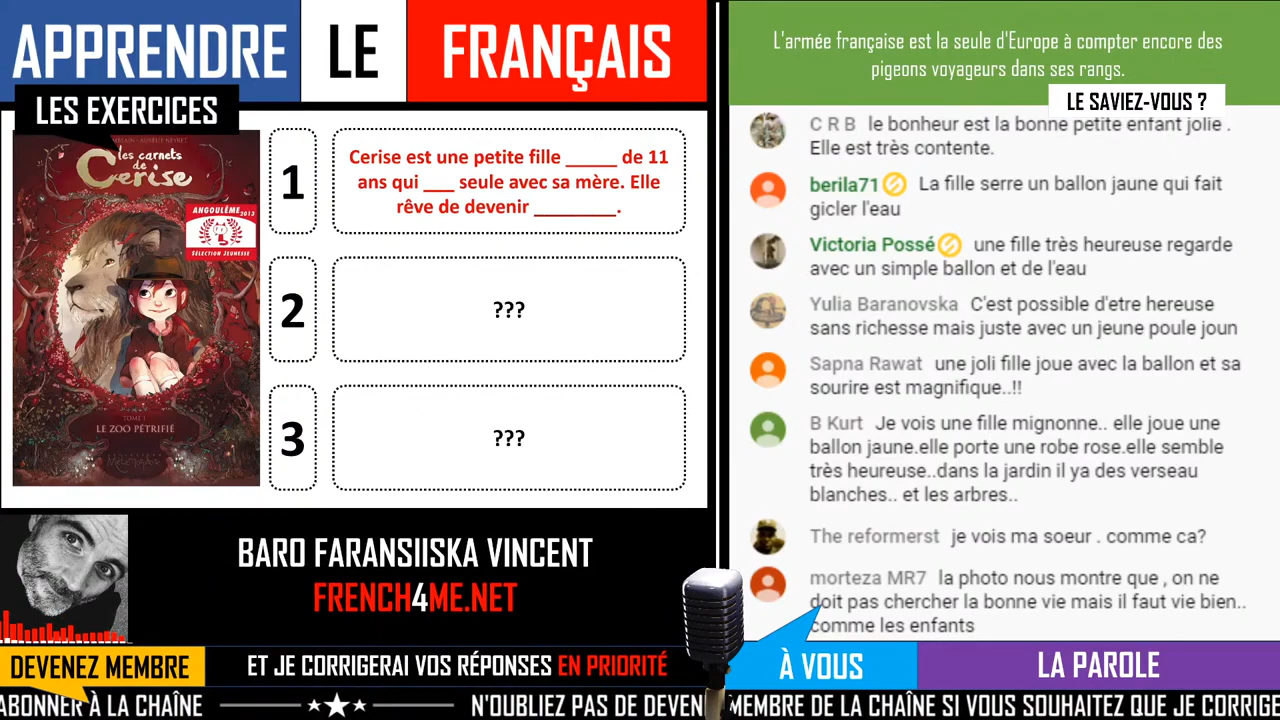 APPRENDRE LE FRANÇAIS
LES EXERCICES
les carnets
de
Cerise
ANGOULÊME 2013
SÉLECTION JEUNESSE
TOME 1
LE ZOO PÉTRIFIÉ
1
Cerise est une petite fille _____ de 11
ans qui ___ seule avec sa mère. Elle
rêve de devenir ________.
2
???
3
???
BARO FARANSIISKA VINCENT
FRENCH4ME.NET
DEVENEZ MEMBRE
ET JE CORRIGERAI VOS RÉPONSES EN PRIORITÉ
L'armée française est la seule d'Europe à compter encore des
pigeons voyageurs dans ses rangs.
LE SAVIEZ-VOUS ?
C R B le bonheur est la bonne petite enfant jolie .
Elle est très contente.
berila71 La fille serre un ballon jaune qui fait
gicler l'eau
Victoria Possé une fille très heureuse regarde
avec un simple ballon et de l'eau
Yulia Baranovska C'est possible d'etre hereuse
sans richesse mais juste avec un jeune poule joun
Sapna Rawat une joli fille joue avec la ballon et sa
sourire est magnifique..!!
B Kurt Je vois une fille mignonne.. elle joue une
ballon jaune.elle porte une robe rose.elle semble
très heureuse..dans la jardin il ya des verseau
blanches.. et les arbres..
The reformerst je vois ma soeur . comme ca?
morteza MR7 la photo nous montre que , on ne
doit pas chercher la bonne vie mais il faut vie bien..
comme les enfants
À VOUS
LA PAROLE
ABONNER À LA CHAÎNE N'OUBLIEZ PAS DE DEVEN MEMBRE DE LA CHAÎNE SI VOUS SOUHAITEZ QUE JE CORRIGE